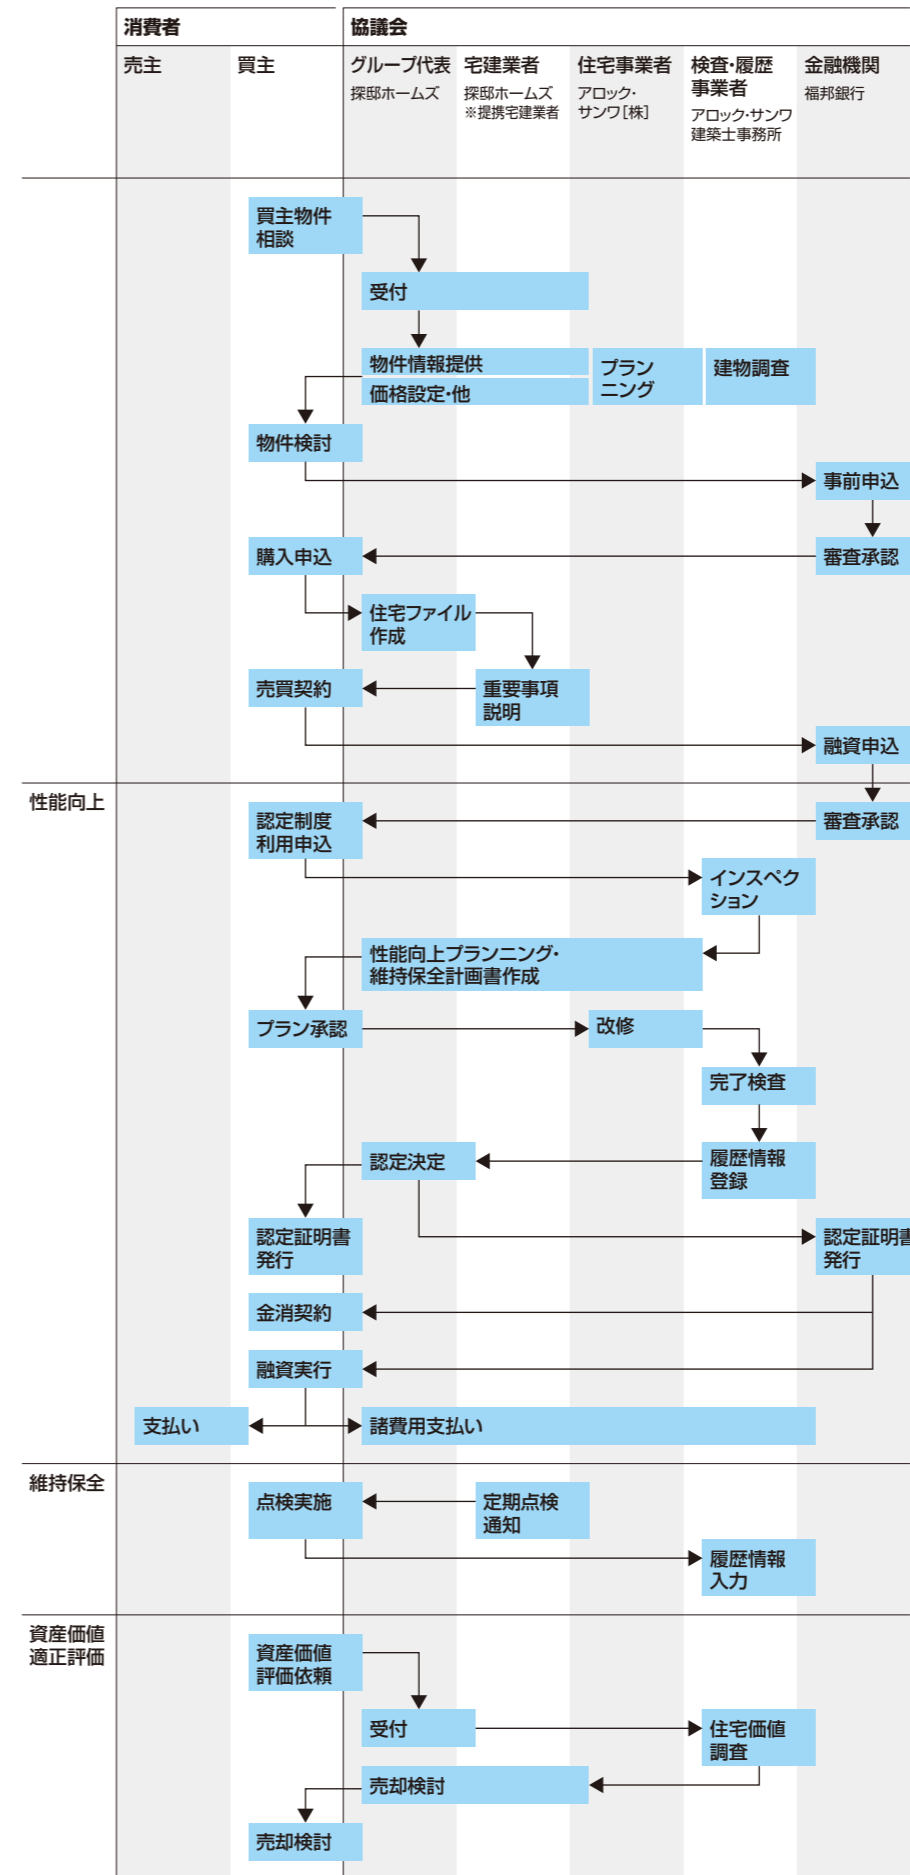 消費者
協議会
売主
買主
グループ代表
探邸ホームズ
宅建業者
探邸ホームズ
※提携宅建業者
住宅事業者
アロック・
サンワ[株]
検査・履歴
事業者
アロック・サンワ
建築士事務所
金融機関
福邦銀行
買主物件
相談
受付
物件情報提供
価格設定・他
プラン
ニング
建物調査
物件検討
事前申込
購入申込
審査承認
住宅ファイル
作成
売買契約
重要事項
説明
融資申込
性能向上
認定制度
利用申込
審査承認
インスペク
ション
性能向上プランニング・
維持保全計画書作成
プラン承認
改修
完了検査
認定決定
履歴情報
登録
認定証明書
発行
認定証明書
発行
金消契約
融資実行
支払い
諸費用支払い
維持保全
点検実施
定期点検
通知
履歴情報
入力
資産価値
適正評価
資産価値
評価依頼
受付
住宅価値
調査
売却検討
売却検討